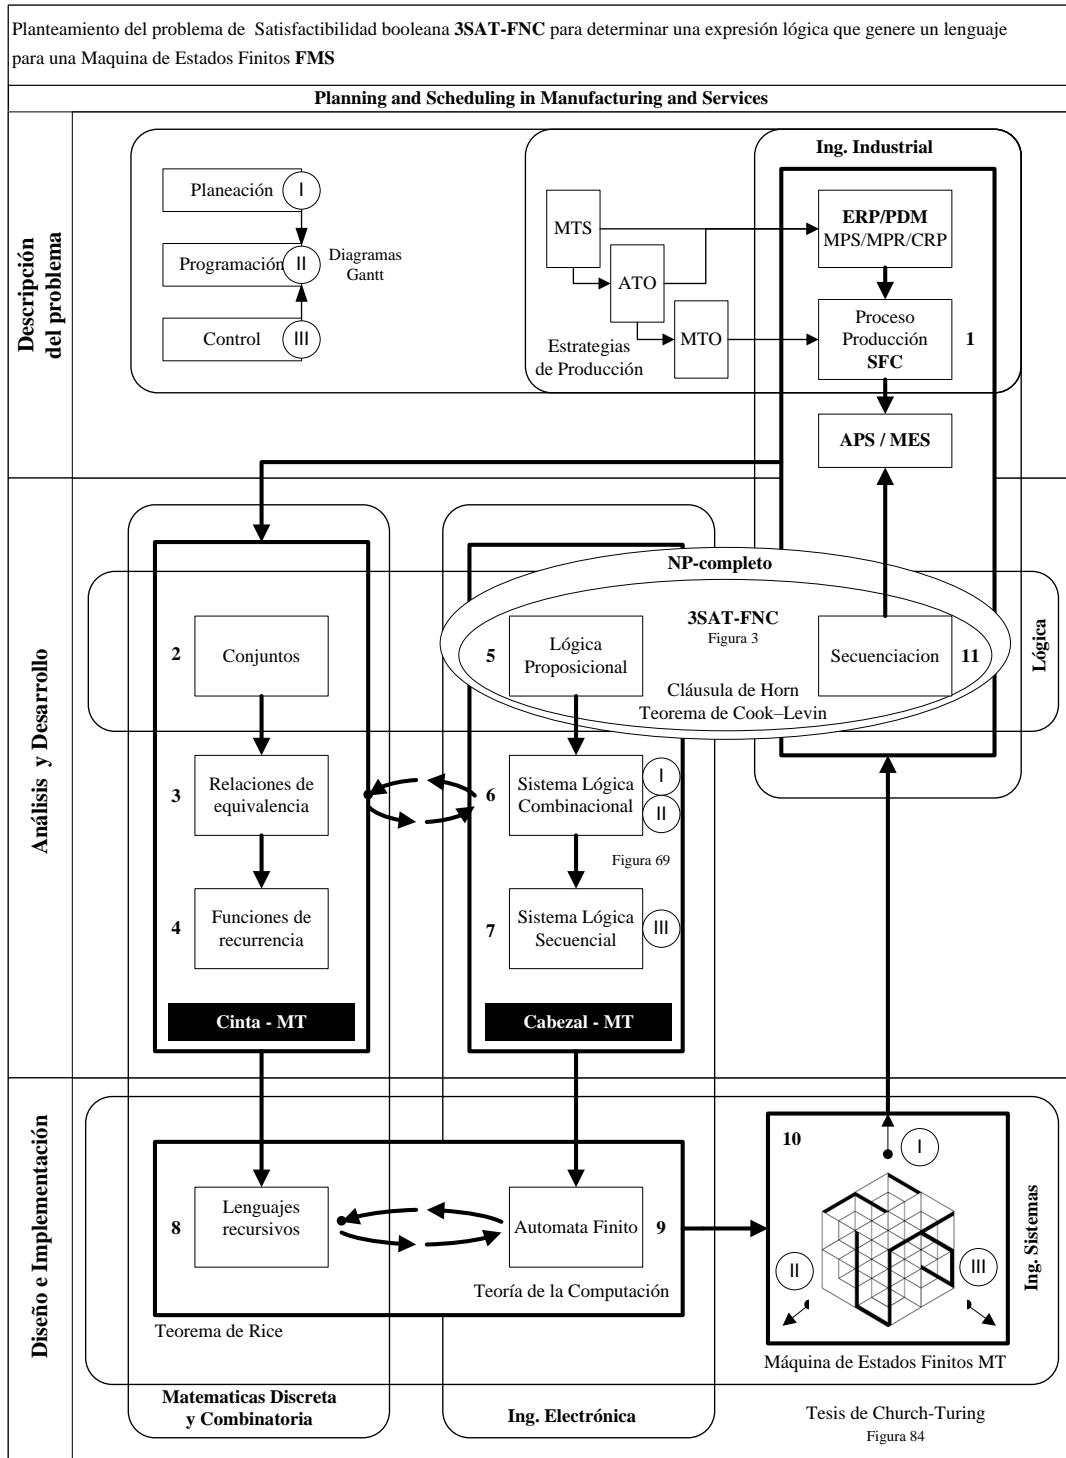 Planteamiento del problema de Satisfactibilidad booleana 3SAT-FNC para determinar una expresión lógica que genere un lenguaje
para una Maquina de Estados Finitos FMS
Planning and Scheduling in Manufacturing and Services
Descripción
del problema
Planeación
I
Programación
II
Diagramas
Gantt
Control
III
MTS
ATO
MTO
Estrategias
de Producción
Ing. Industrial
ERP/PDM
MPS/MPR/CRP
Proceso
Producción
SFC
1
APS / MES
Análisis y Desarrollo
Lógica
NP-completo
3SAT-FNC
Figura 3
Cláusula de Horn
Teorema de Cook–Levin
2
Conjuntos
5
Lógica
Proposicional
Secuenciacion
11
3
Relaciones de
equivalencia
6
Sistema Lógica
Combinacional
I
II
Figura 69
4
Funciones de
recurrencia
7
Sistema Lógica
Secuencial
III
Cinta - MT
Cabezal - MT
Diseño e Implementación
8
Lenguajes
recursivos
Automata Finito
9
Teoría de la Computación
Teorema de Rice
10
I
II
III
Ing. Sistemas
Máquina de Estados Finitos MT
Matematicas Discreta
y Combinatoria
Ing. Electrónica
Tesis de Church-Turing
Figura 84